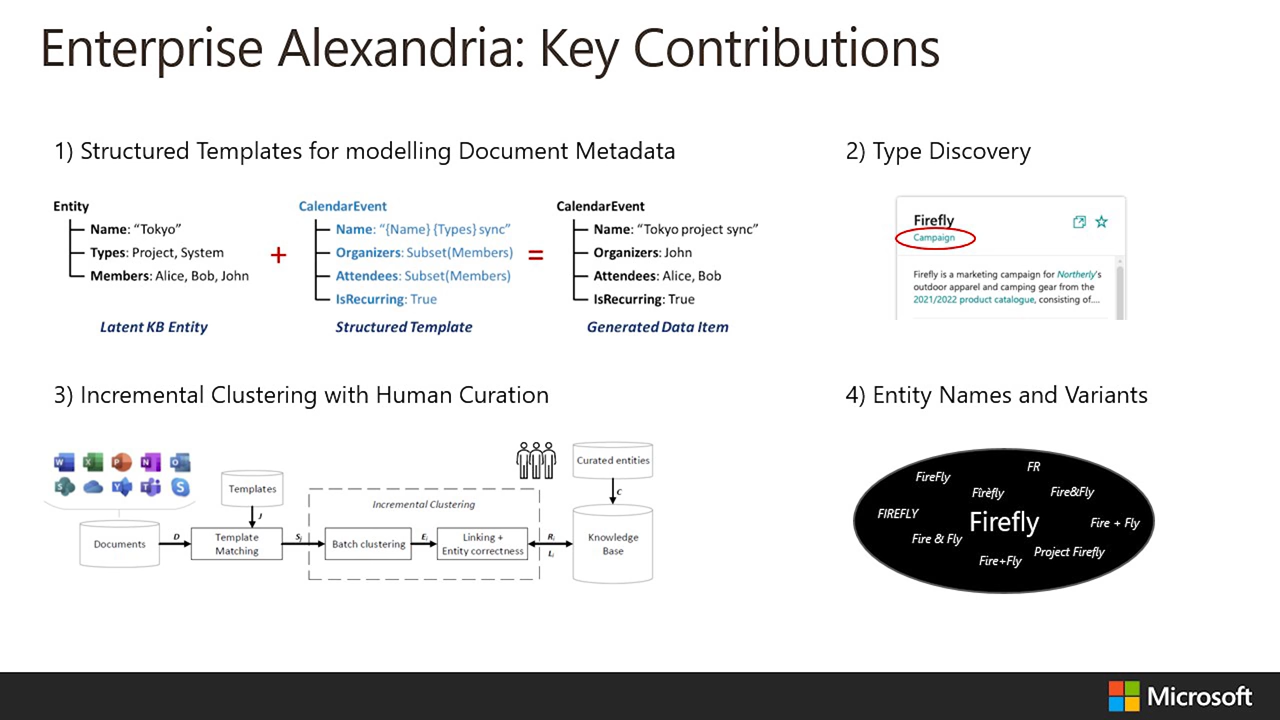 Enterprise Alexandria: Key Contributions
1) Structured Templates for modelling Document Metadata
Entity
Name: “Tokyo”
Types: Project, System
Members: Alice, Bob, John
Latent KB Entity
+
CalendarEvent
Name: “{Name} {Types} sync”
Organizers: Subset(Members)
Attendees: Subset(Members)
IsRecurring: True
Structured Template
=
CalendarEvent
Name: “Tokyo project sync”
Organizers: John
Attendees: Alice, Bob
IsRecurring: True
Generated Data Item
2) Type Discovery
Firefly
Campaign
Firefly is a marketing campaign for Northerly's
outdoor apparel and camping gear from the
2021/2022 product catalogue, consisting of....
3) Incremental Clustering with Human Curation
W
X
P
N
O
S
Y
T
S
Documents
D
Templates
J
Template
Matching
Sj
Incremental Clustering
Batch clustering
Ei
Linking +
Entity correctness
Ri
Li
Curated entities
C
Knowledge
Base
4) Entity Names and Variants
FireFly
FR
Fîrèfly
Fire&Fly
FIREFLY
Firefly
Fire + Fly
Fire & Fly
Project Firefly
Fire+Fly
Microsoft